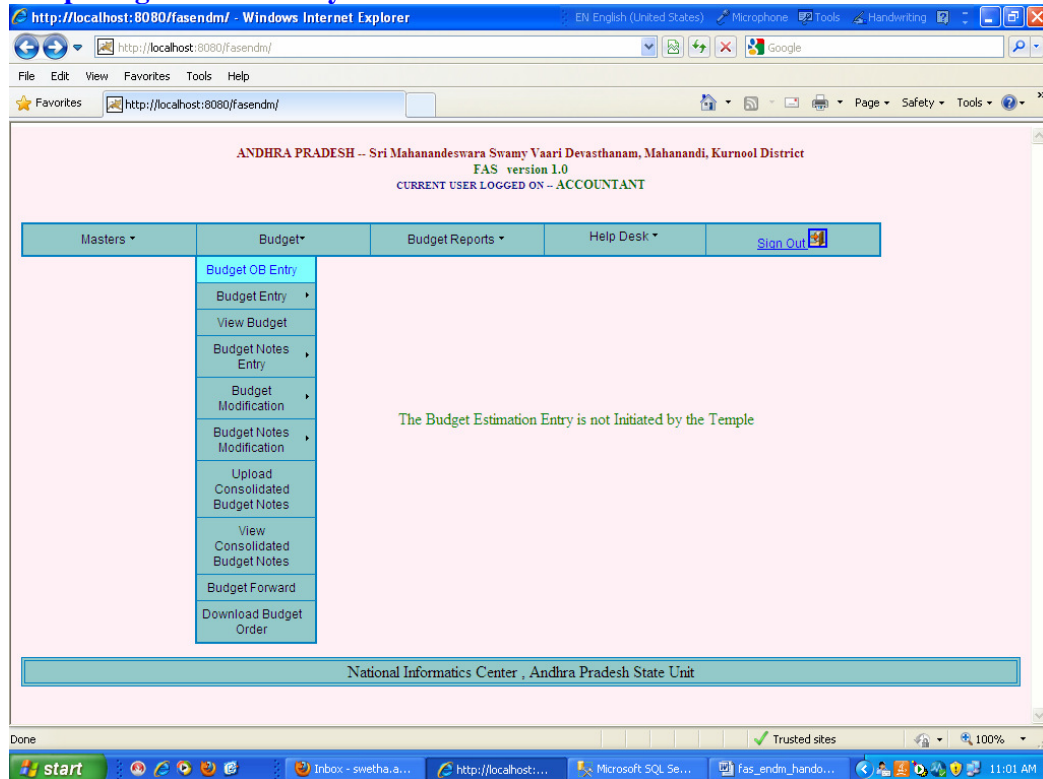 http://localhost:8080/fasendm/ - Windows Internet Explorer
EN English (United States) Microphone Tools Handwriting
http://localhost:8080/fasendm/
Google
File Edit View Favorites Tools Help
Favorites http://localhost:8080/fasendm/ Page Safety Tools
ANDHRA PRADESH -- Sri Mahanandeswara Swamy Vaari Devasthanam, Mahanandi, Kurnool District
FAS version 1.0
CURRENT USER LOGGED ON -- ACCOUNTANT
Masters Budget Budget Reports Help Desk Sign Out
Budget OB Entry
Budget Entry
View Budget
Budget Notes
Entry
Budget
Modification
Budget Notes
Modification
Upload
Consolidated
Budget Notes
View
Consolidated
Budget Notes
Budget Forward
Download Budget
Order
The Budget Estimation Entry is not Initiated by the Temple
National Informatics Center , Andhra Pradesh State Unit
Done Trusted sites 100%
start Inbox - swetha.a... http://localhost:... Microsoft SQL Se... fas_endm_hando... 11:01 AM